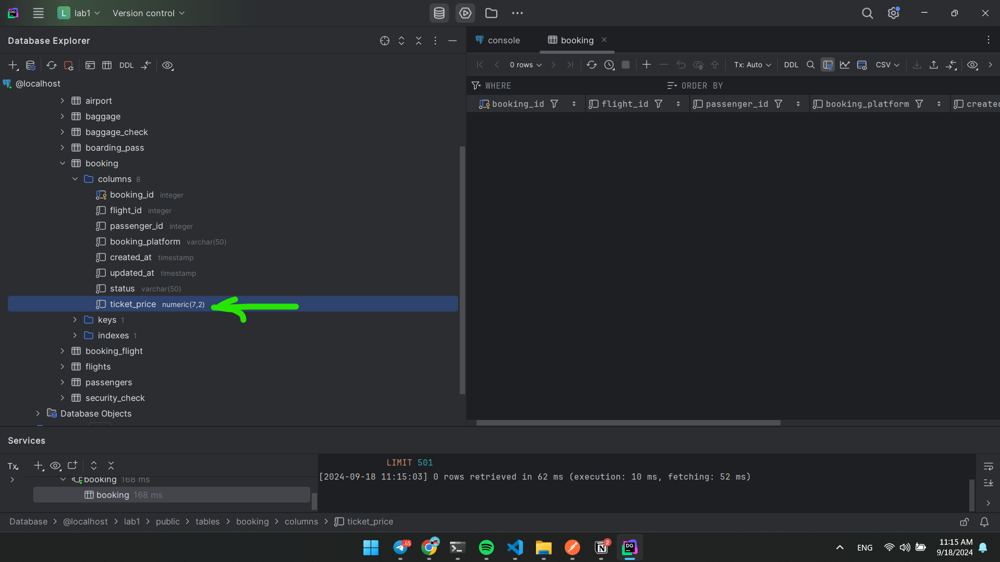 L lab1 Version control
Database Explorer
DDL
@localhost
airport
baggage
baggage_check
boarding_pass
booking
columns 8
booking_id integer
flight_id integer
passenger_id integer
booking_platform varchar(50)
created_at timestamp
updated_at timestamp
status varchar(50)
ticket_price numeric(7,2)
keys 1
indexes 1
booking_flight
flights
passengers
security_check
Database Objects
console booking
0 rows Tx: Auto DDL CSV
WHERE ORDER BY
booking_id flight_id passenger_id booking_platform created
Services
Tx
booking 168 ms
booking 168 ms
LIMIT 501
[2024-09-18 11:15:03] 0 rows retrieved in 62 ms (execution: 10 ms, fetching: 52 ms)
Database > @localhost > lab1 > public > tables > booking > columns > ticket_price
..65
2
DG
ENG
11:15 AM
9/18/2024